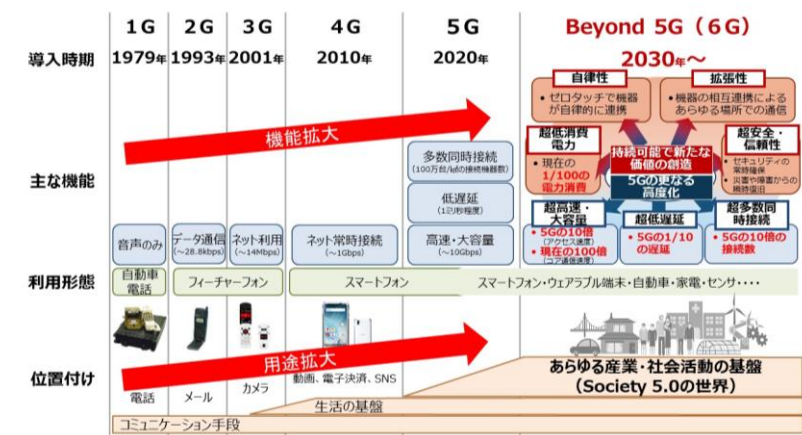 1G 2G 3G 4G 5G Beyond 5G（6G）
導入時期 1979年 1993年 2001年 2010年 2020年 2030年～
自律性
・ゼロタッチで機器
が自律的に連携
拡張性
・機器の相互連携による
あらゆる場所での通信
機能拡大
超低消費
電力
・現在の
1/100の
電力消費
持続可能で新たな
価値の創造
5Gの更なる
高度化
超安全・
信頼性
・セキュリティの
常時確保
・災害や障害からの
瞬時復旧
主な機能
多数同時接続
(100万台/k㎡の接続機器数)
低遅延
(1ミリ秒程度)
音声のみ
データ通信
(～28.8kbps)
ネット利用
(～14Mbps)
ネット常時接続
(～1Gbps)
高速・大容量
(～10Gbps)
超高速・
大容量
・5Gの10倍
(アクセス速度)
・現在の100倍
(コア通信速度)
超低遅延
・5Gの1/10
の遅延
超多数同
時接続
・5Gの10倍の
接続数
利用形態
自動車
電話
フィーチャーフォン
スマートフォン
スマートフォン・ウェアラブル端末・自動車・家電・センサ・・・・
用途拡大
位置付け
電話
メール
カメラ
動画、電子決済、SNS
あらゆる産業・社会活動の基盤
（Society 5.0の世界）
生活の基盤
コミュニケーション手段